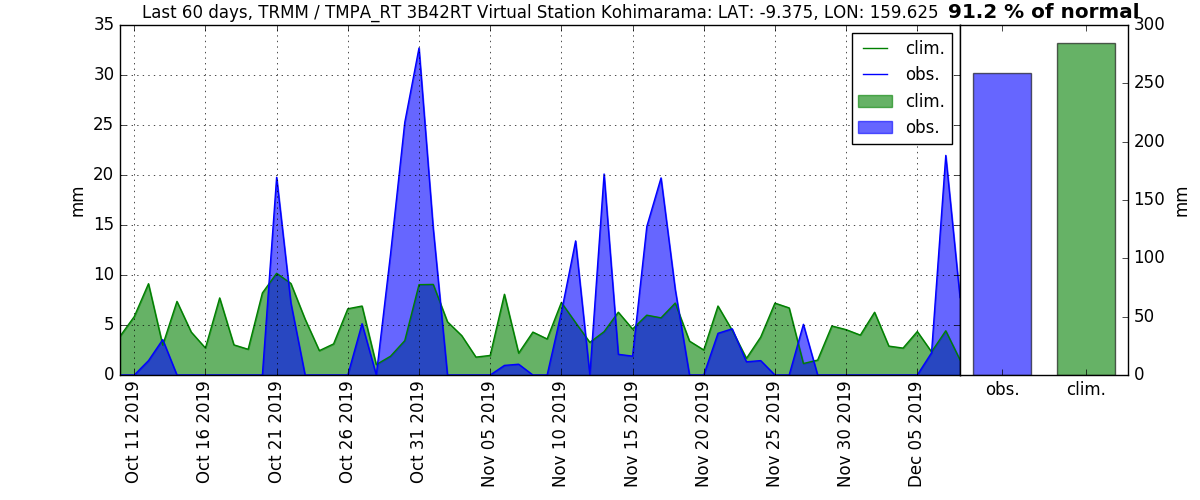 Last 60 days, TRMM / TMPA_RT 3B42RT Virtual Station Kohimarama: LAT: -9.375, LON: 159.625 91.2 % of normal
35
30
25
20
15
10
5
0
mm
clim.
obs.
clim.
obs.
300
250
200
150
100
50
0
mm
obs.
clim.
Oct 11 2019
Oct 16 2019
Oct 21 2019
Oct 26 2019
Oct 31 2019
Nov 05 2019
Nov 10 2019
Nov 15 2019
Nov 20 2019
Nov 25 2019
Nov 30 2019
Dec 05 2019